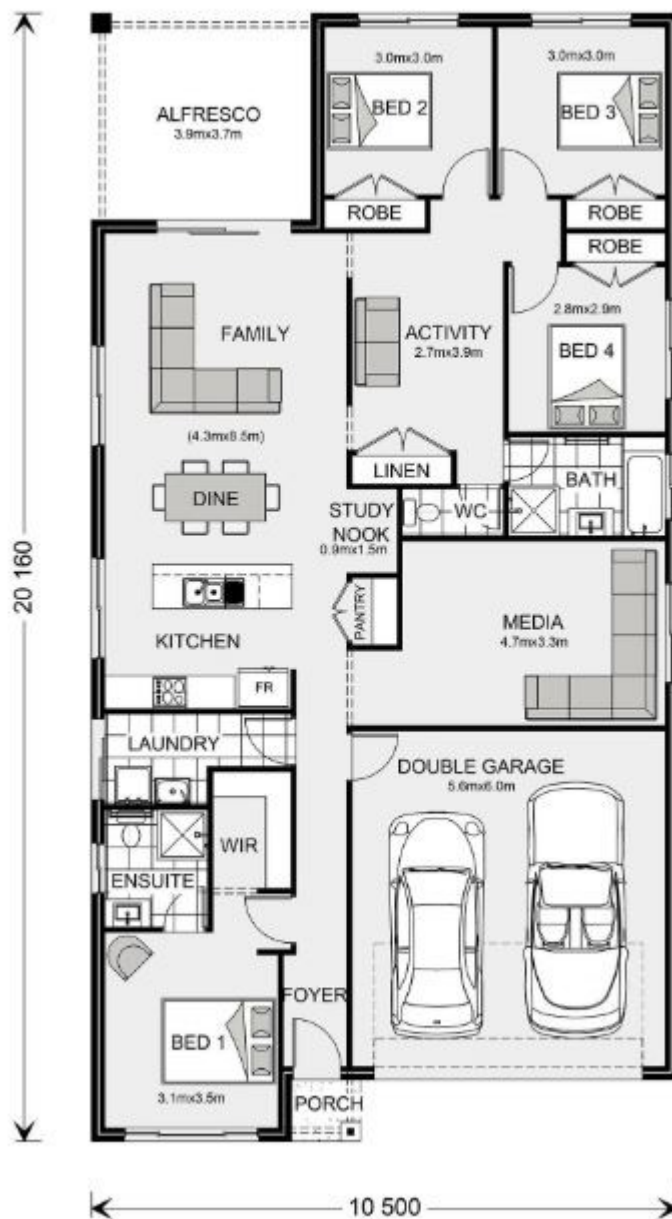 3.0mx3.0m
BED 2
3.0mx3.0m
BED 3
ALFRESCO
3.9mx3.7m
ROBE
ROBE
ROBE
FAMILY
ACTIVITY
2.7mx3.9m
2.8mx2.9m
BED 4
(4.3mx8.5m)
LINEN
BATH
DINE
STUDY
NOOK
0.9mx1.5m
WC
20 160
PANTRY
MEDIA
4.7mx3.3m
KITCHEN
FR
LAUNDRY
DOUBLE GARAGE
5.6mx6.0m
WIR
ENSUITE
FOYER
BED 1
3.1mx3.5m
PORCH
10 500